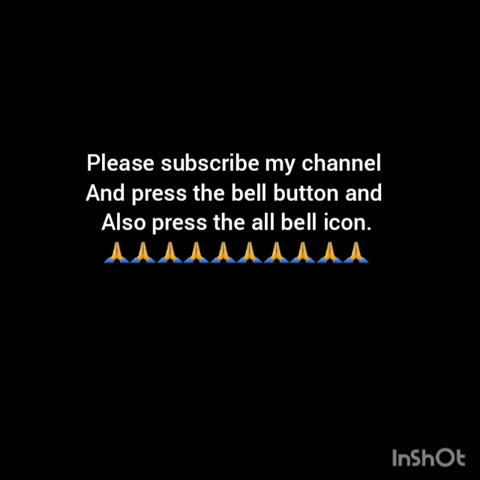 Please subscribe my channel
And press the bell button and
Also press the all bell icon.
🙏🙏🙏🙏🙏🙏🙏🙏🙏🙏
InShOt